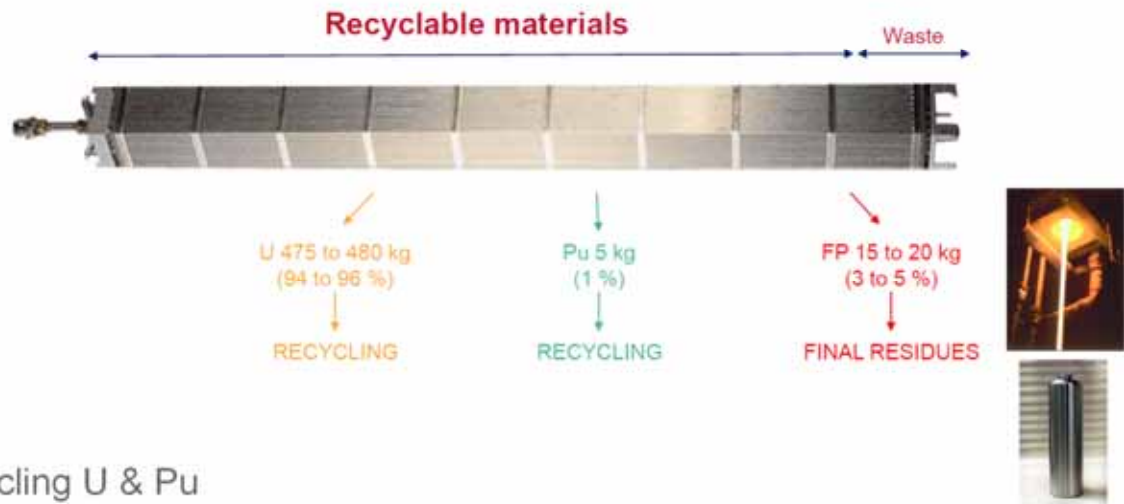 Recyclable materials
Waste
U 475 to 480 kg
(94 to 96 %)
Pu 5 kg
(1 %)
FP 15 to 20 kg
(3 to 5 %)
RECYCLING
RECYCLING
FINAL RESIDUES
cling U & Pu